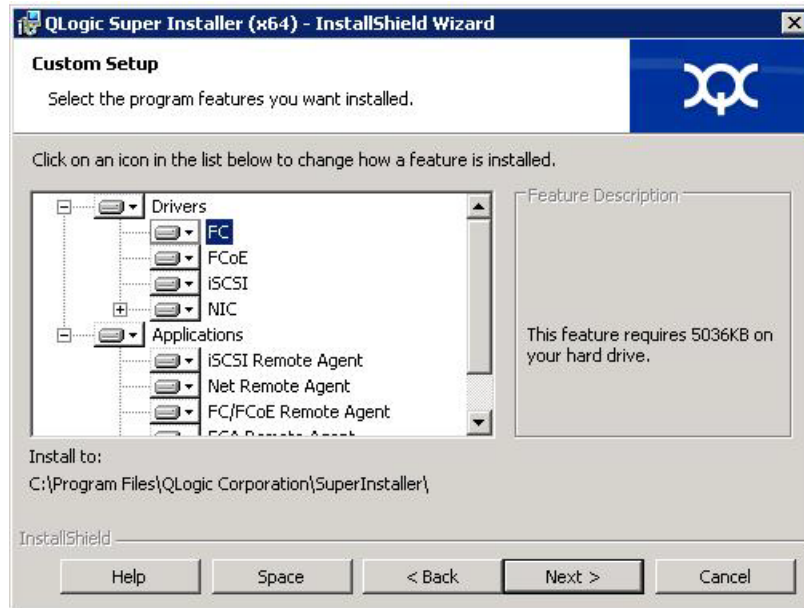 QLogic Super Installer (x64) - InstallShield Wizard
Custom Setup
Select the program features you want installed.
Click on an icon in the list below to change how a feature is installed.
Drivers
FC
FCoE
iSCSI
NIC
Applications
iSCSI Remote Agent
Net Remote Agent
FC/FCoE Remote Agent
Feature Description
This feature requires 5036KB on
your hard drive.
Install to:
C:\Program Files\QLogic Corporation\SuperInstaller\
InstallShield
Help
Space
< Back
Next >
Cancel